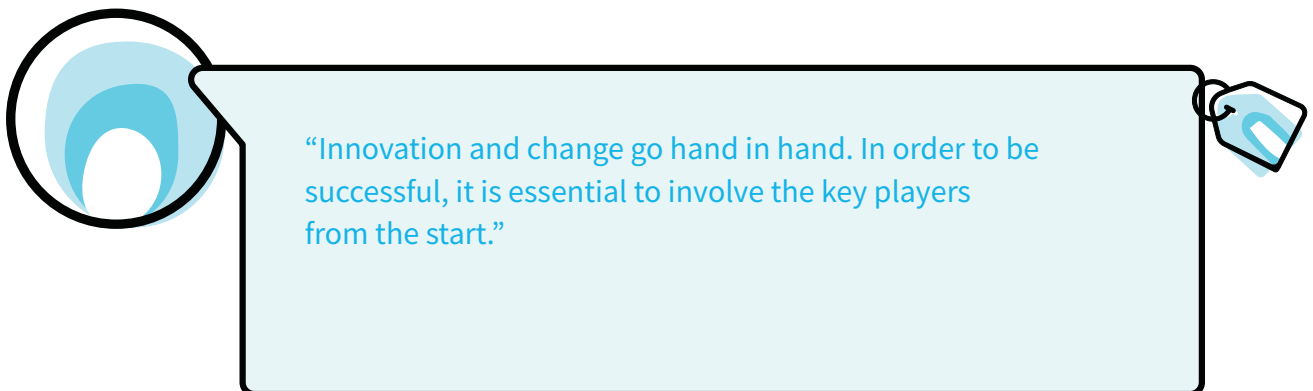 “Innovation and change go hand in hand. In order to be
successful, it is essential to involve the key players
from the start.”